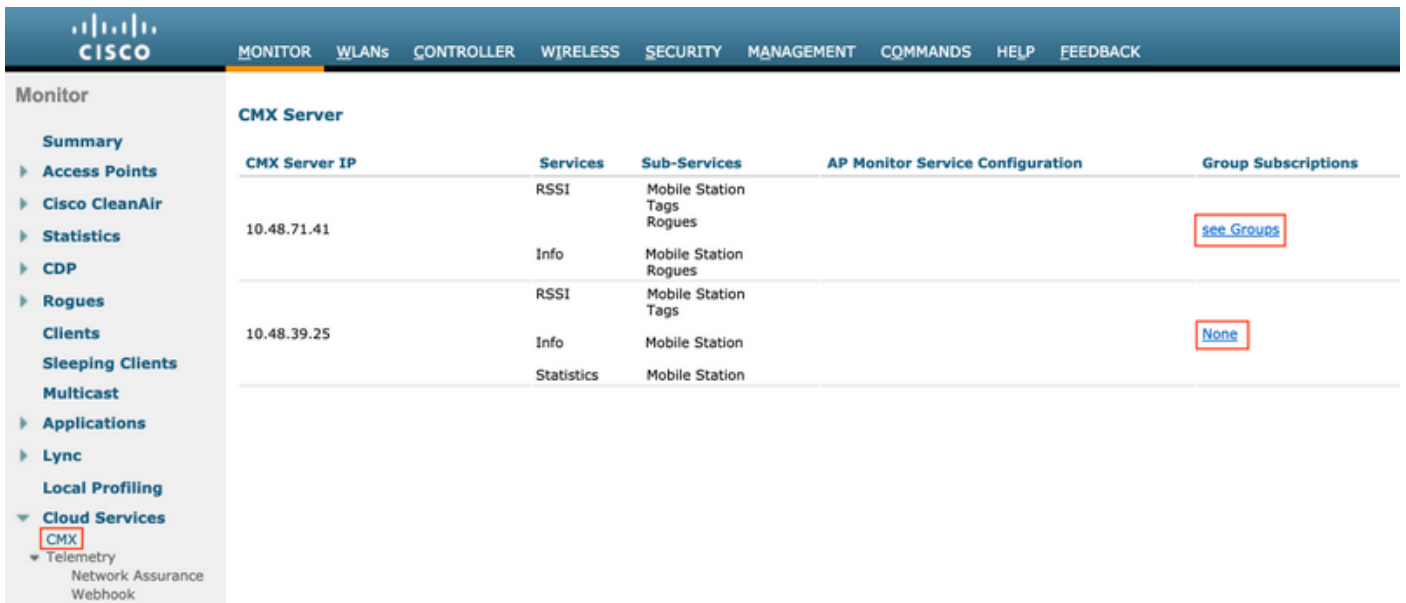 CISCO
MONITOR WLANs CONTROLLER WIRELESS SECURITY MANAGEMENT COMMANDS HELP FEEDBACK
Monitor
Summary
Access Points
Cisco CleanAir
Statistics
CDP
Rogues
Clients
Sleeping Clients
Multicast
Applications
Lync
Local Profiling
Cloud Services
CMX
Telemetry
Network Assurance
Webhook
CMX Server
CMX Server IP Services Sub-Services AP Monitor Service Configuration Group Subscriptions
RSSI Mobile Station
Tags
10.48.71.41 Rogues see Groups
Info Mobile Station
Rogues
RSSI Mobile Station
Tags
10.48.39.25 None
Info Mobile Station
Statistics Mobile Station